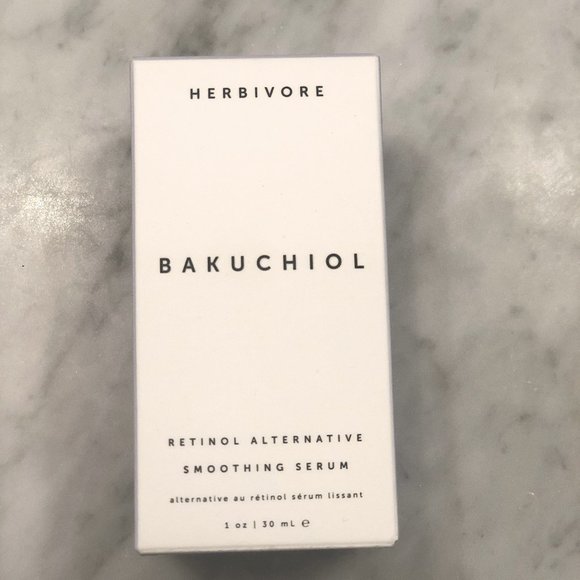 HERBIVORE
BAKUCHIOL
RETINOL ALTERNATIVE
SMOOTHING SERUM
alternative au rétinol sérum lissant
1 oz | 30 mL ℮